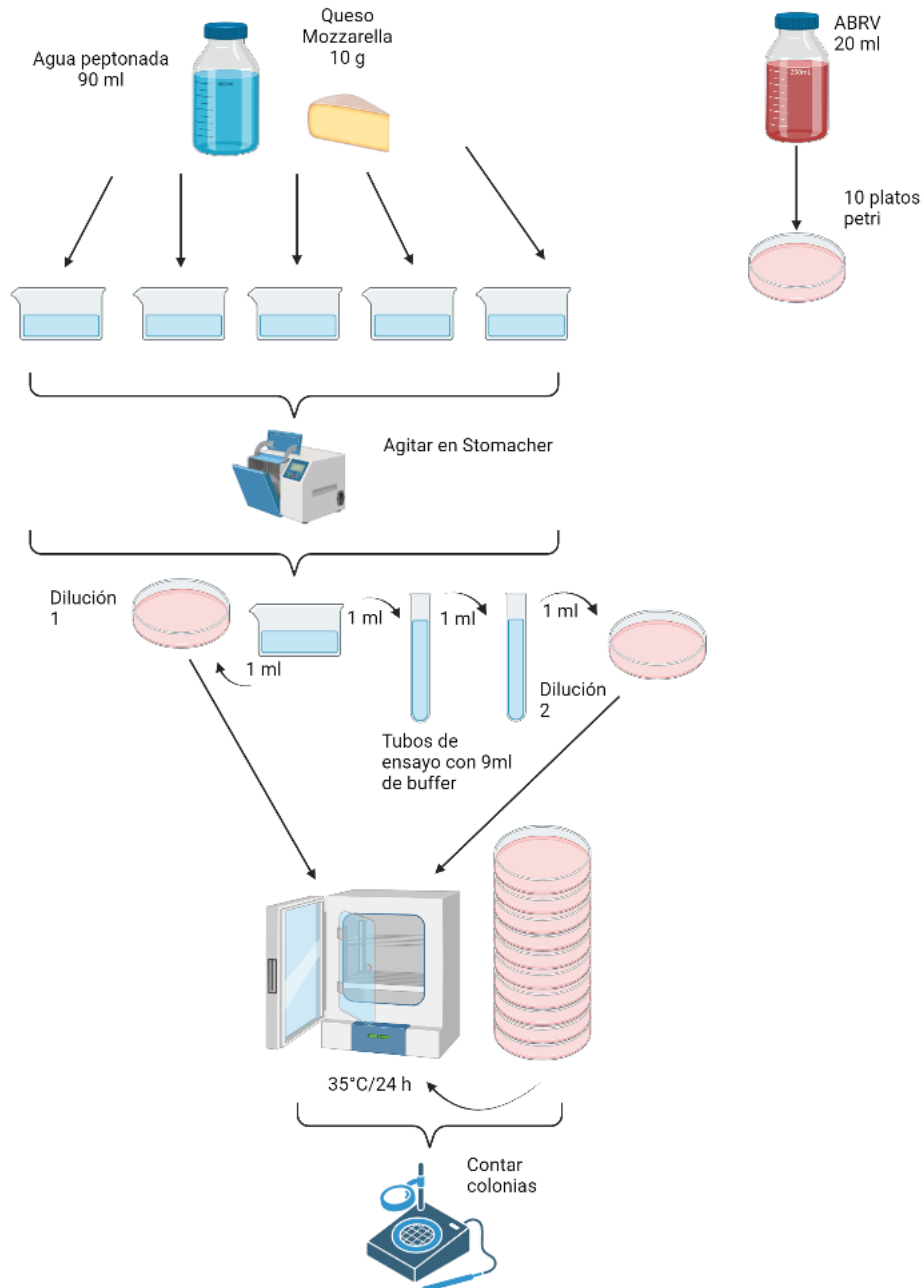 Agua peptonada
90 ml
Queso
Mozzarella
10 g
ABRV
20 ml
250mL
10 platos
petri
Agitar en Stomacher
Dilución
1
1 ml
1 ml
1 ml
1 ml
Dilución
2
Tubos de
ensayo con 9ml
de buffer
35°C/24 h
Contar
colonias